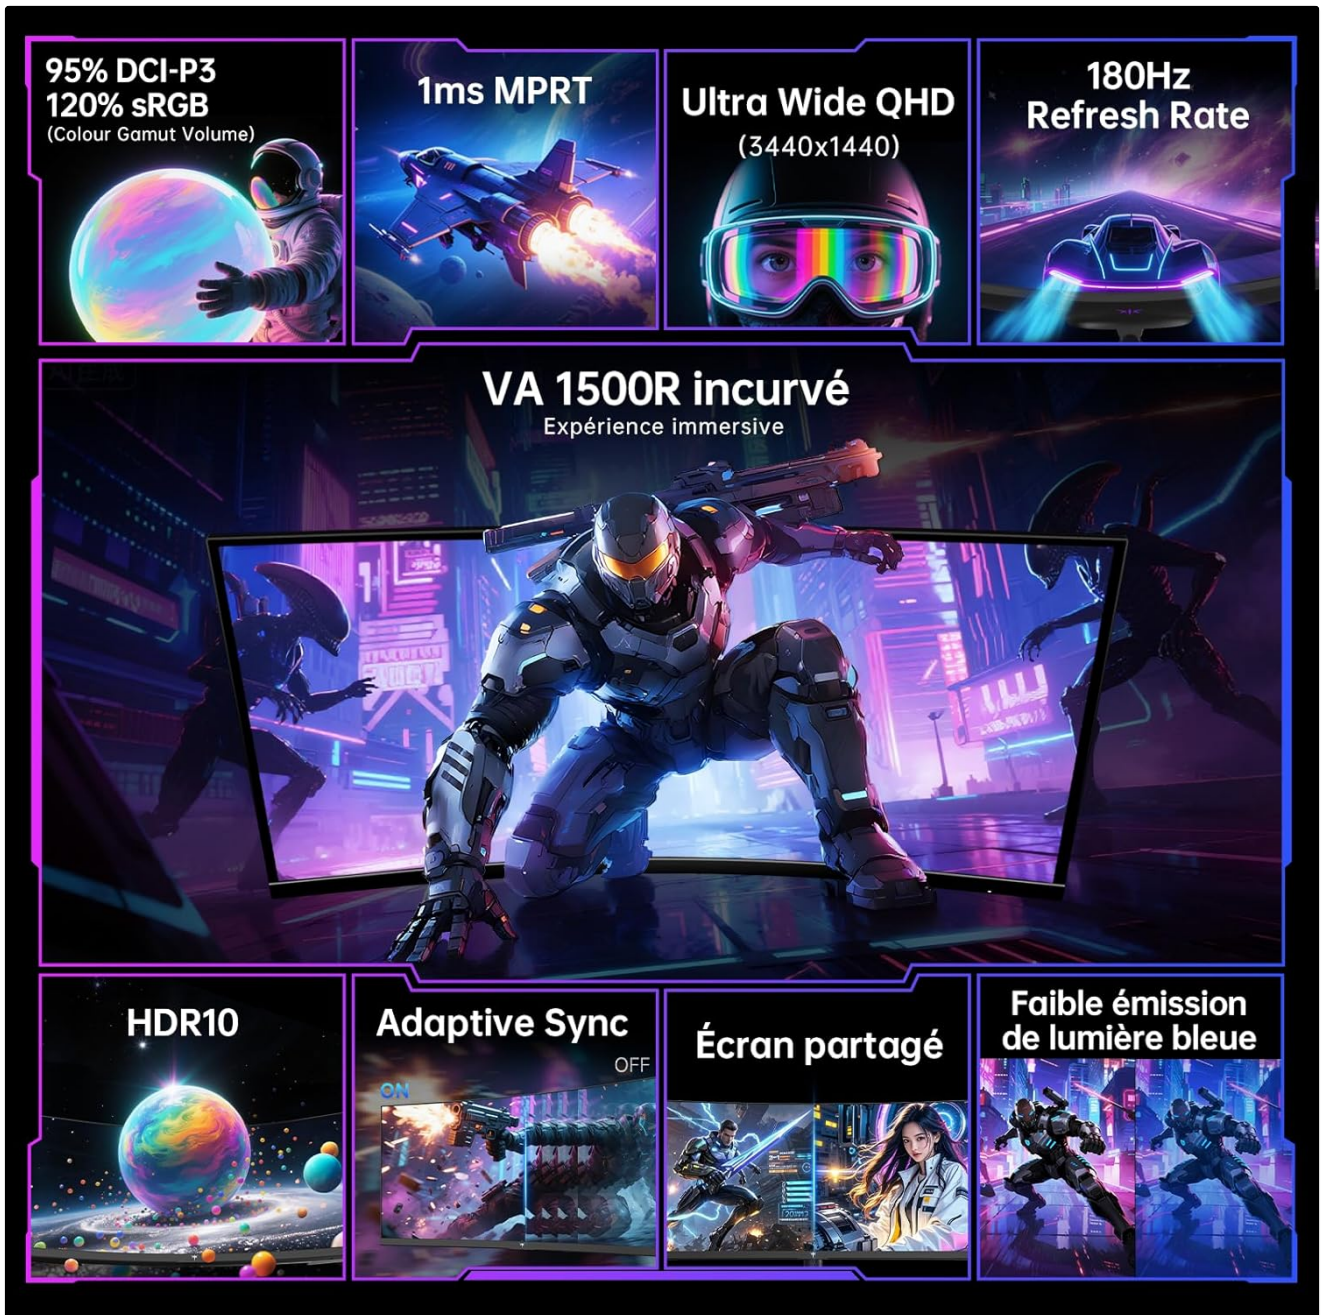 95% DCI-P3
120% sRGB
(Colour Gamut Volume)
1ms MPRT
Ultra Wide QHD
(3440x1440)
180Hz
Refresh Rate
VA 1500R incurvé
Expérience immersive
HDR10
Adaptive Sync
OFF
ON
Écran partagé
Faible émission
de lumière bleue